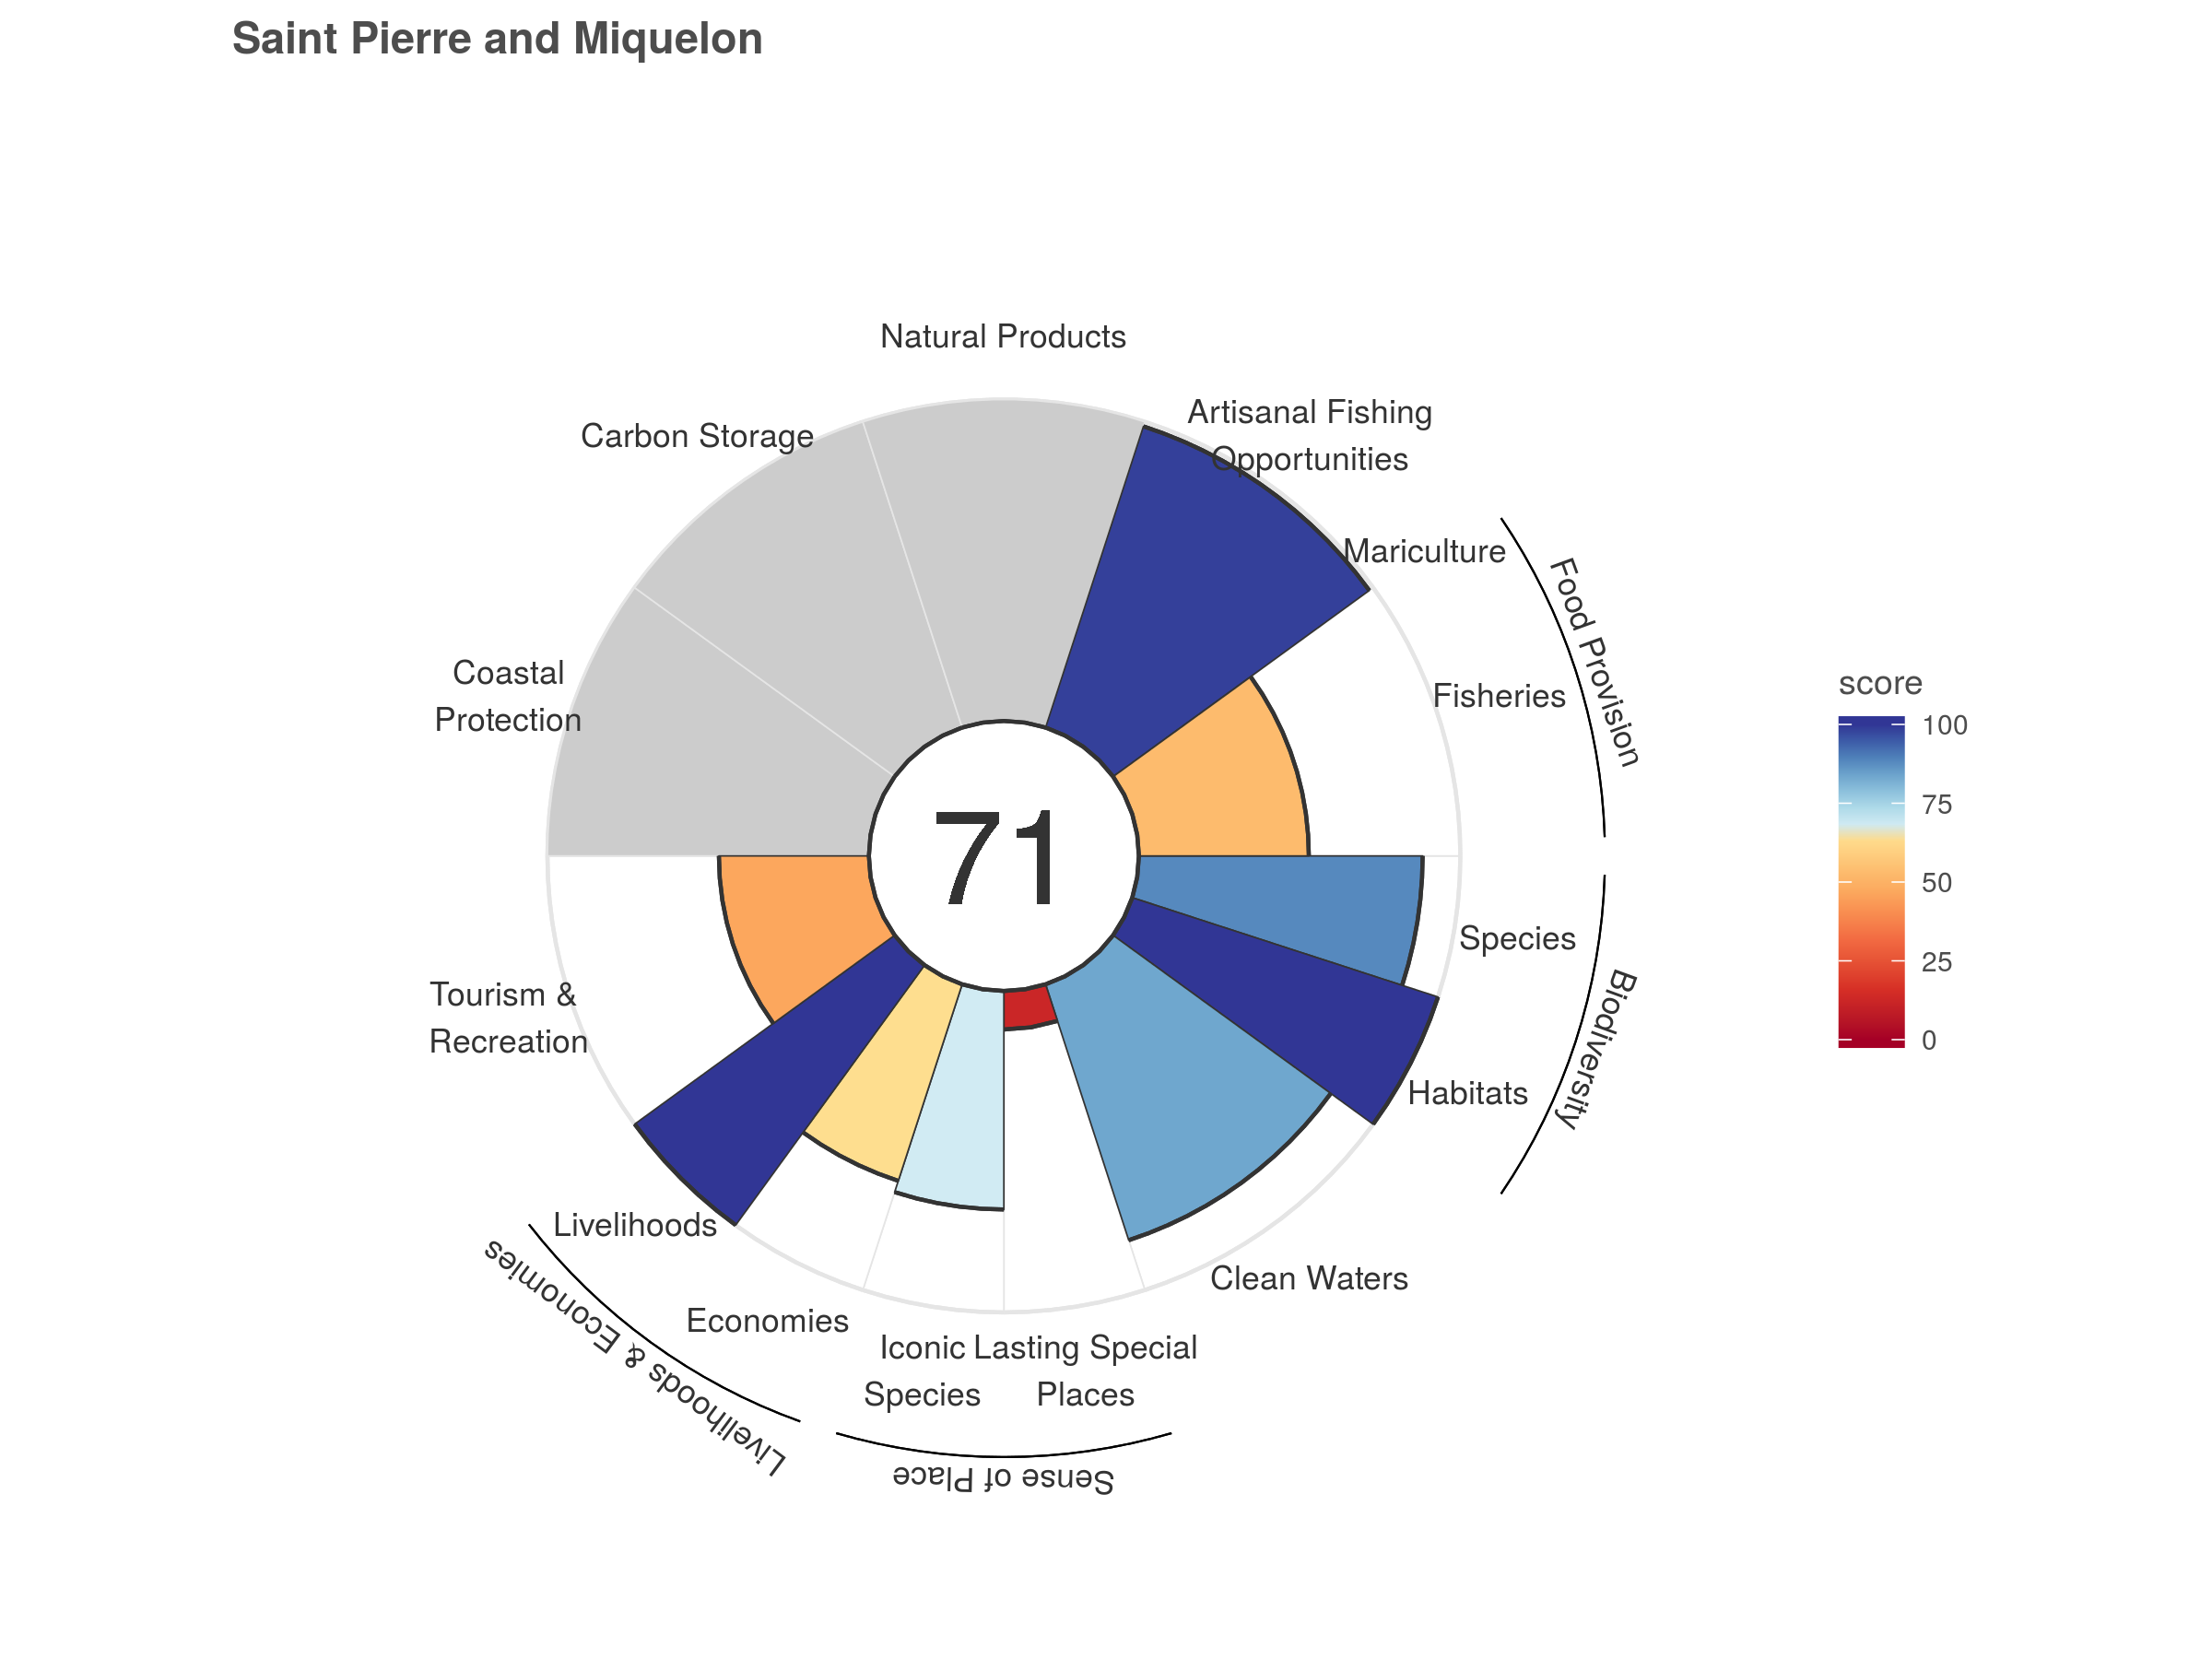 Saint Pierre and Miquelon
Natural Products
Artisanal Fishing
Opportunities
Carbon Storage
Mariculture
Food Provision
Fisheries
Coastal
Protection
71
Species
Biodiversity
Habitats
Tourism &
Recreation
Clean Waters
Livelihoods
Economies
Livelihoods & Economies
Iconic
Species
Lasting Special
Places
Sense of Place
score
100
75
50
25
0